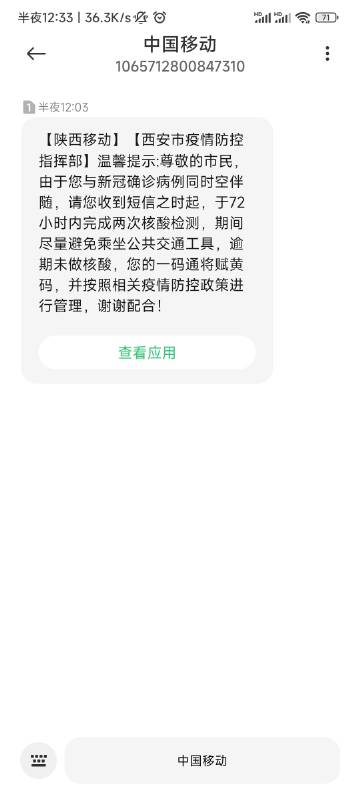 半夜12:33 | 36.3K/s
HD HD 71
中国移动
1065712800847310
1 半夜12:03
【陕西移动】【西安市疫情防控
指挥部】温馨提示:尊敬的市民,
由于您与新冠确诊病例同时空伴
随，请您收到短信之时起，于72
小时内完成两次核酸检测，期间
尽量避免乘坐公共交通工具，逾
期未做核酸，您的一码通将赋黄
码，并按照相关疫情防控政策进
行管理，谢谢配合！
查看应用
中国移动